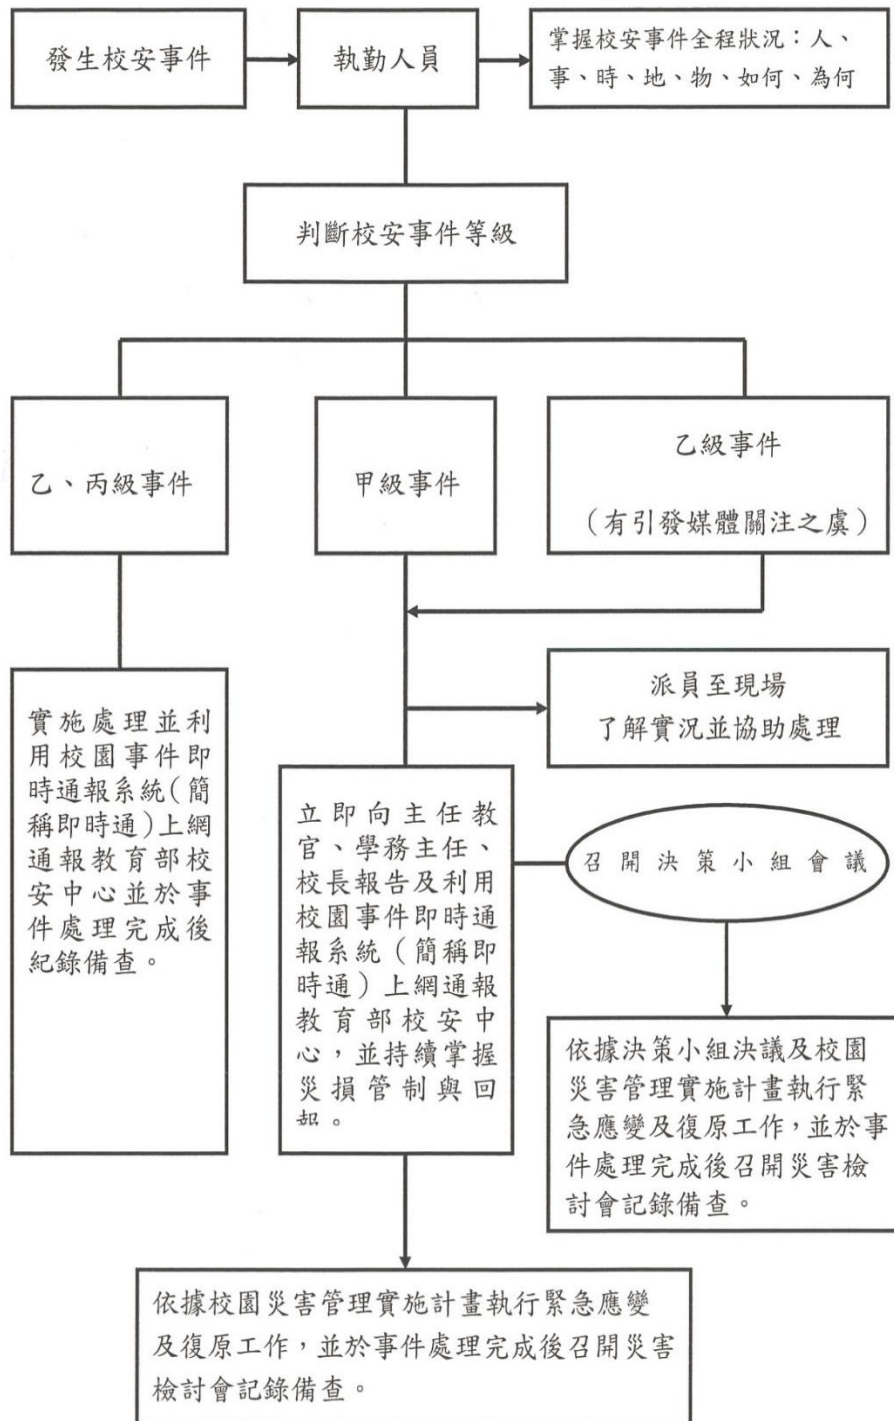 發生校安事件
執勤人員
掌握校安事件全程狀況：人、
事、時、地、物、如何、為何
判斷校安事件等級
乙、丙級事件
甲級事件
乙級事件
（有引發媒體關注之虞）
派員至現場
了解實況並協助處理
實施處理並利
用校園事件即
時通報系統(簡
稱即時通)上網
通報教育部校
安中心並於事
件處理完成後
紀錄備查。
立即向主任教
官、學務主任、
校長報告及利用
校園事件即時通
報系統（簡稱即
時通）上網通報
教育部校安中
心，並持續掌握
災損管制與回
報。
召開決策小組會議
依據決策小組決議及校園
災害管理實施計畫執行緊
急應變及復原工作，並於事
件處理完成後召開災害檢
討會記錄備查。
依據校園災害管理實施計畫執行緊急應變
及復原工作，並於事件處理完成後召開災害
檢討會記錄備查。